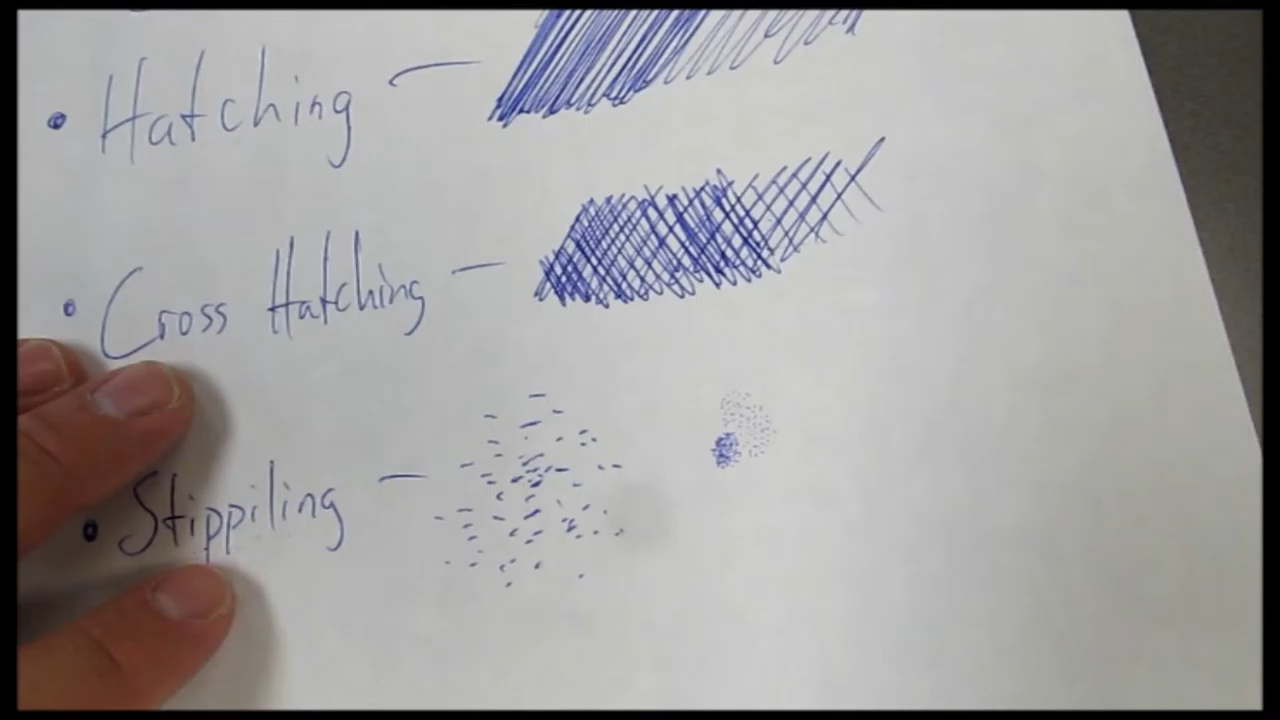 • Hatching —
• Cross Hatching —
• Stippiling —